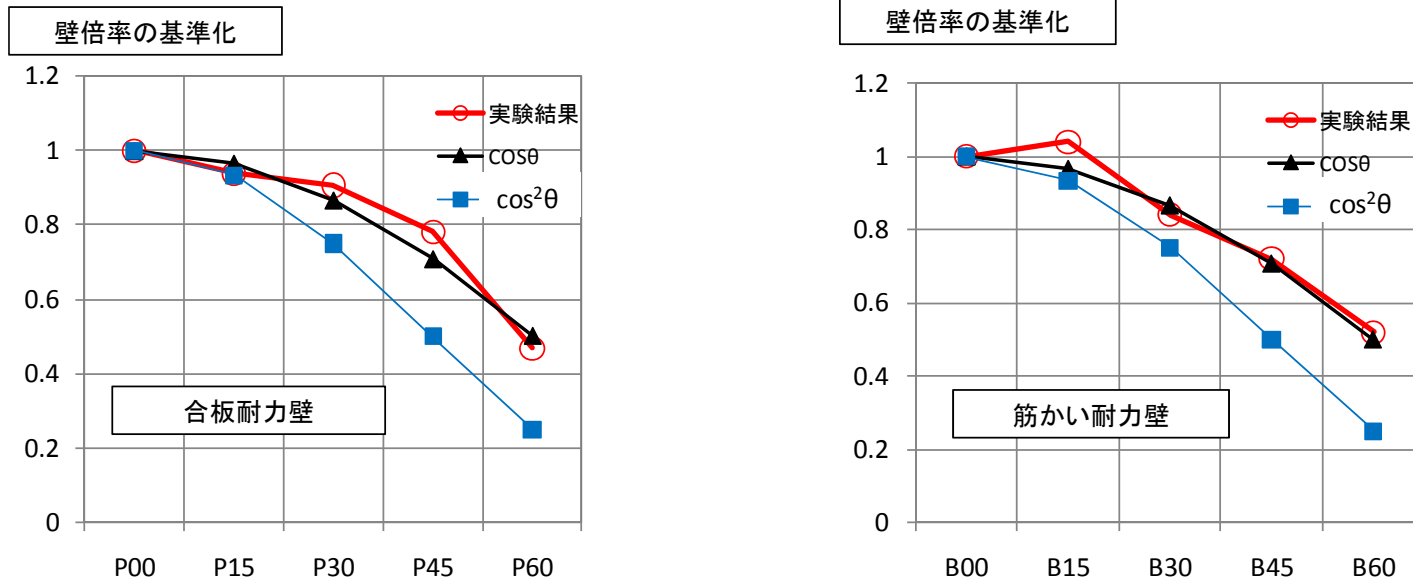 壁倍率の基準化
1.2
1
0.8
0.6
0.4
0.2
0
実験結果
COSθ
cos²θ
合板耐力壁
P00 P15 P30 P45 P60
壁倍率の基準化
1.2
1
0.8
0.6
0.4
0.2
0
実験結果
COSθ
cos²θ
筋かい耐力壁
B00 B15 B30 B45 B60